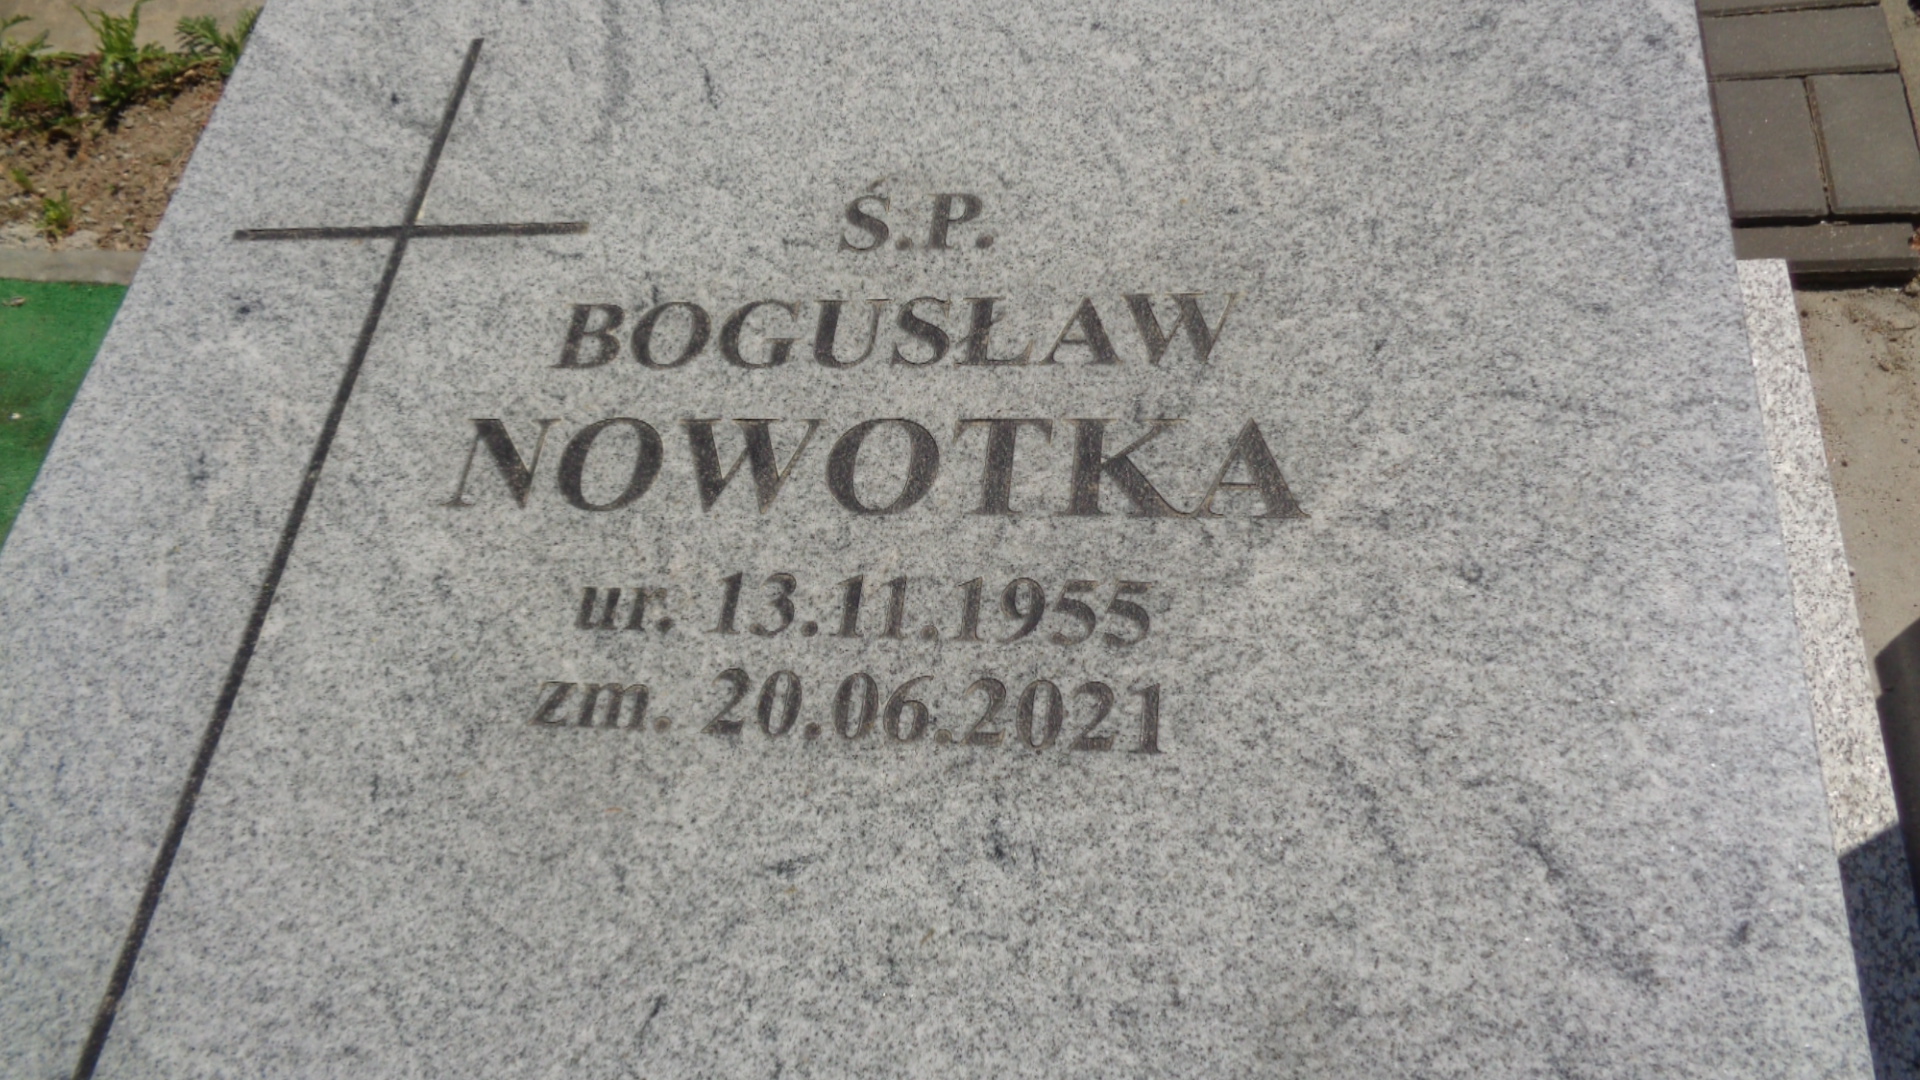 Ś.P.
BOGUSŁAW
NOWOTKA
ur. 13.11.1955
zm. 20.06.2021